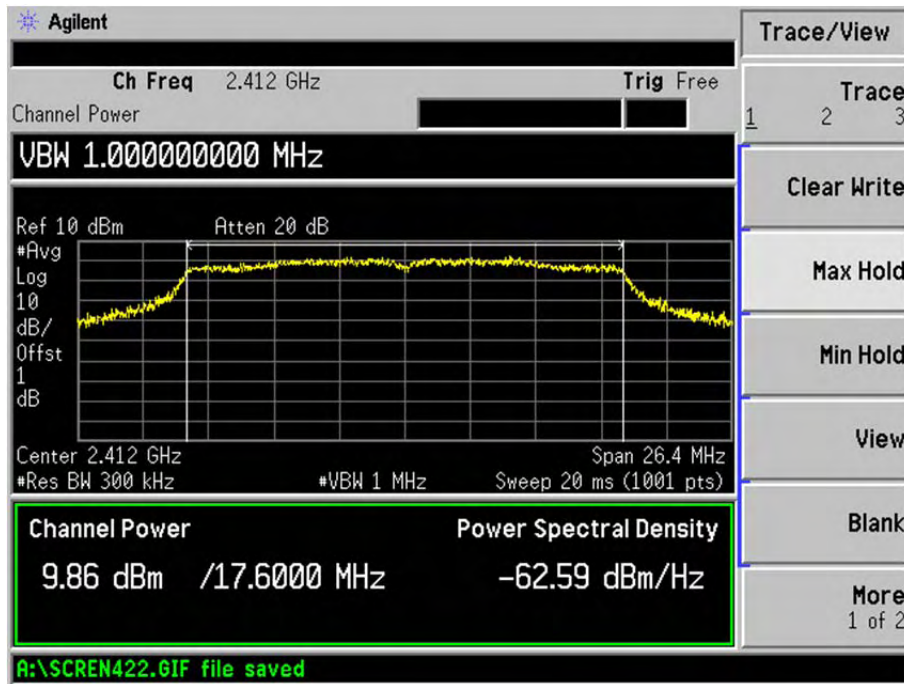 Agilent
Trace/View
Ch Freq 2.412 GHz Trig Free
Channel Power
Trace
1 2 3
VBW 1.000000000 MHz
Clear Write
Ref 10 dBm Atten 20 dB
#Avg
Log
10
dB/
Offst
1
dB
Max Hold
Min Hold
View
Center 2.412 GHz Span 26.4 MHz
#Res BW 300 kHz #VBW 1 MHz Sweep 20 ms (1001 pts)
Channel Power Power Spectral Density
9.86 dBm /17.6000 MHz -62.59 dBm/Hz
Blank
More
1 of 2
A:\SCREN422.GIF file saved